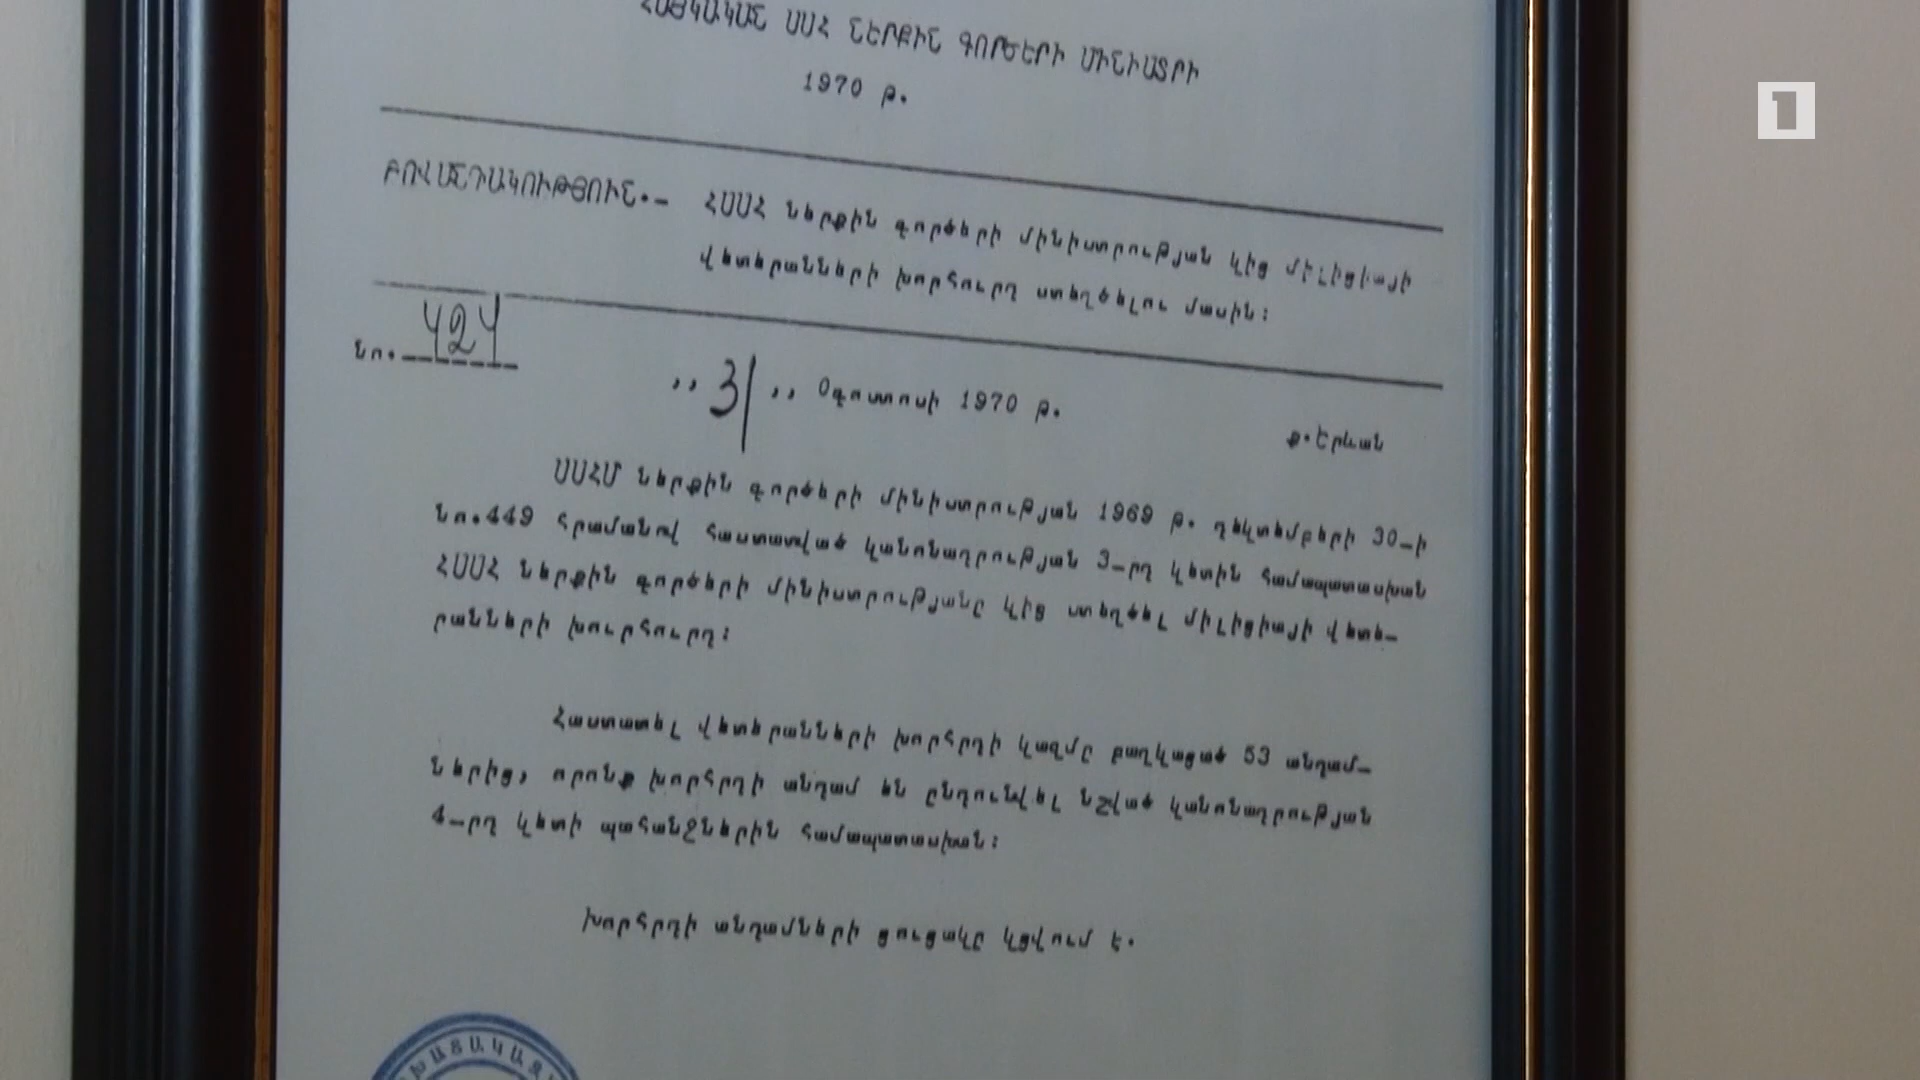 ՀԱՅԿԱԿԱՆ ՍՍՀ ՆԵՐՔԻՆ ԳՈՐԾԵՐԻ ՄԻՆԻՍՏՐԻ
1970 թ.
ԲՈՎԱՆԴԱԿՈՒԹՅՈՒՆ.- ՀՍՍՀ ներքին գործերի մինիստրության կից միլիցիայի
վետերանների խորհուրդ ստեղծելու մասին:
նո. 424
,, 31 ,, Օգոստոսի 1970 թ.
ք.Երևան
ՍՍՀՄ ներքին գործերի մինիստրության 1969 թ. դեկտեմբերի 30-ի
նո.449 հրամանով հաստատված կանոնադրության 3-րդ կետին համապատասխան
ՀՍՍՀ ներքին գործերի մինիստրությանը կից ստեղծել միլիցիայի վետե-
րանների խորհուրդ:
Հաստատել վետերանների խորհրդի կազմը բաղկացած 53 անդամ-
ներից, որոնք խորհրդի անդամ են ընդունվել նշված կանոնադրության
4-րդ կետի պահանջներին համապատասխան:
Խորհրդի անդամների ցուցակը կցվում է.
1